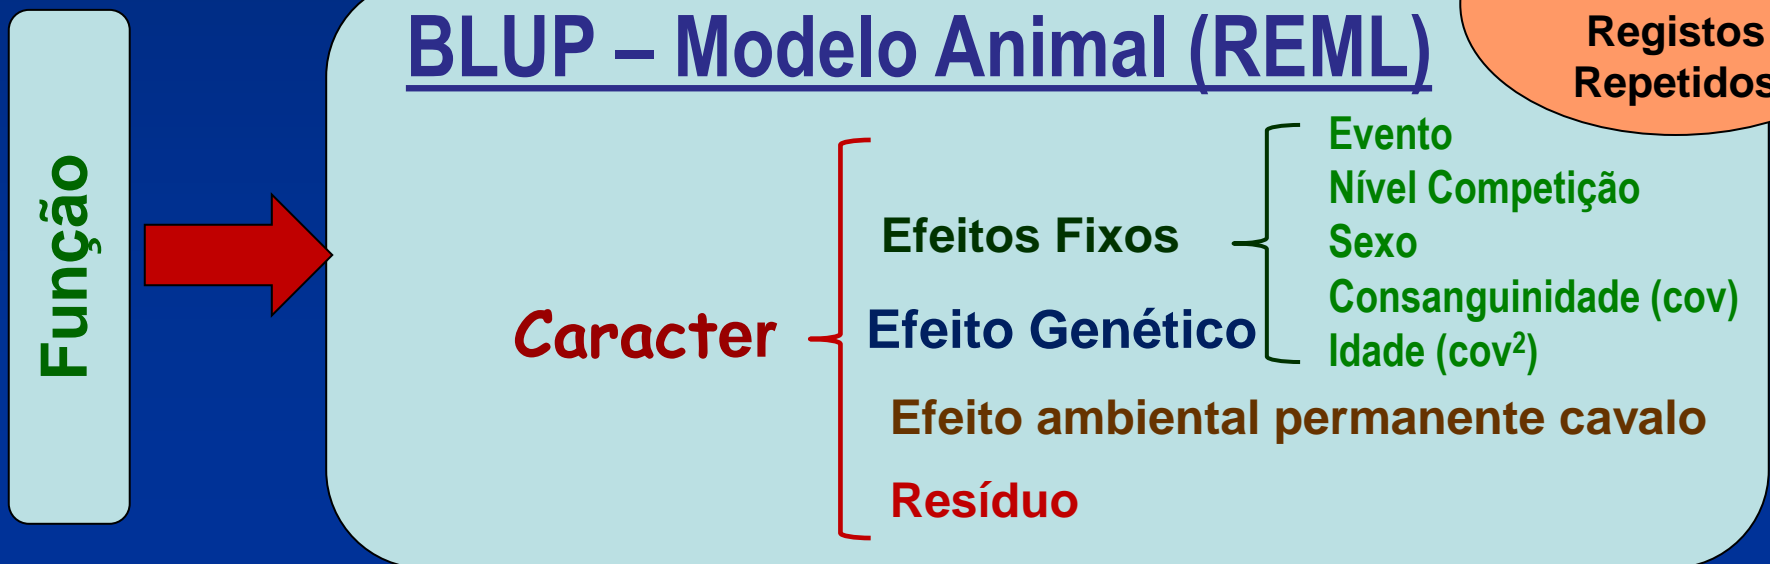 BLUP – Modelo Animal (REML)
Registos
Repetidos
Função
Caracter
Efeitos Fixos
Evento
Nível Competição
Sexo
Consanguinidade (cov)
Idade (cov²)
Efeito Genético
Efeito ambiental permanente cavalo
Resíduo